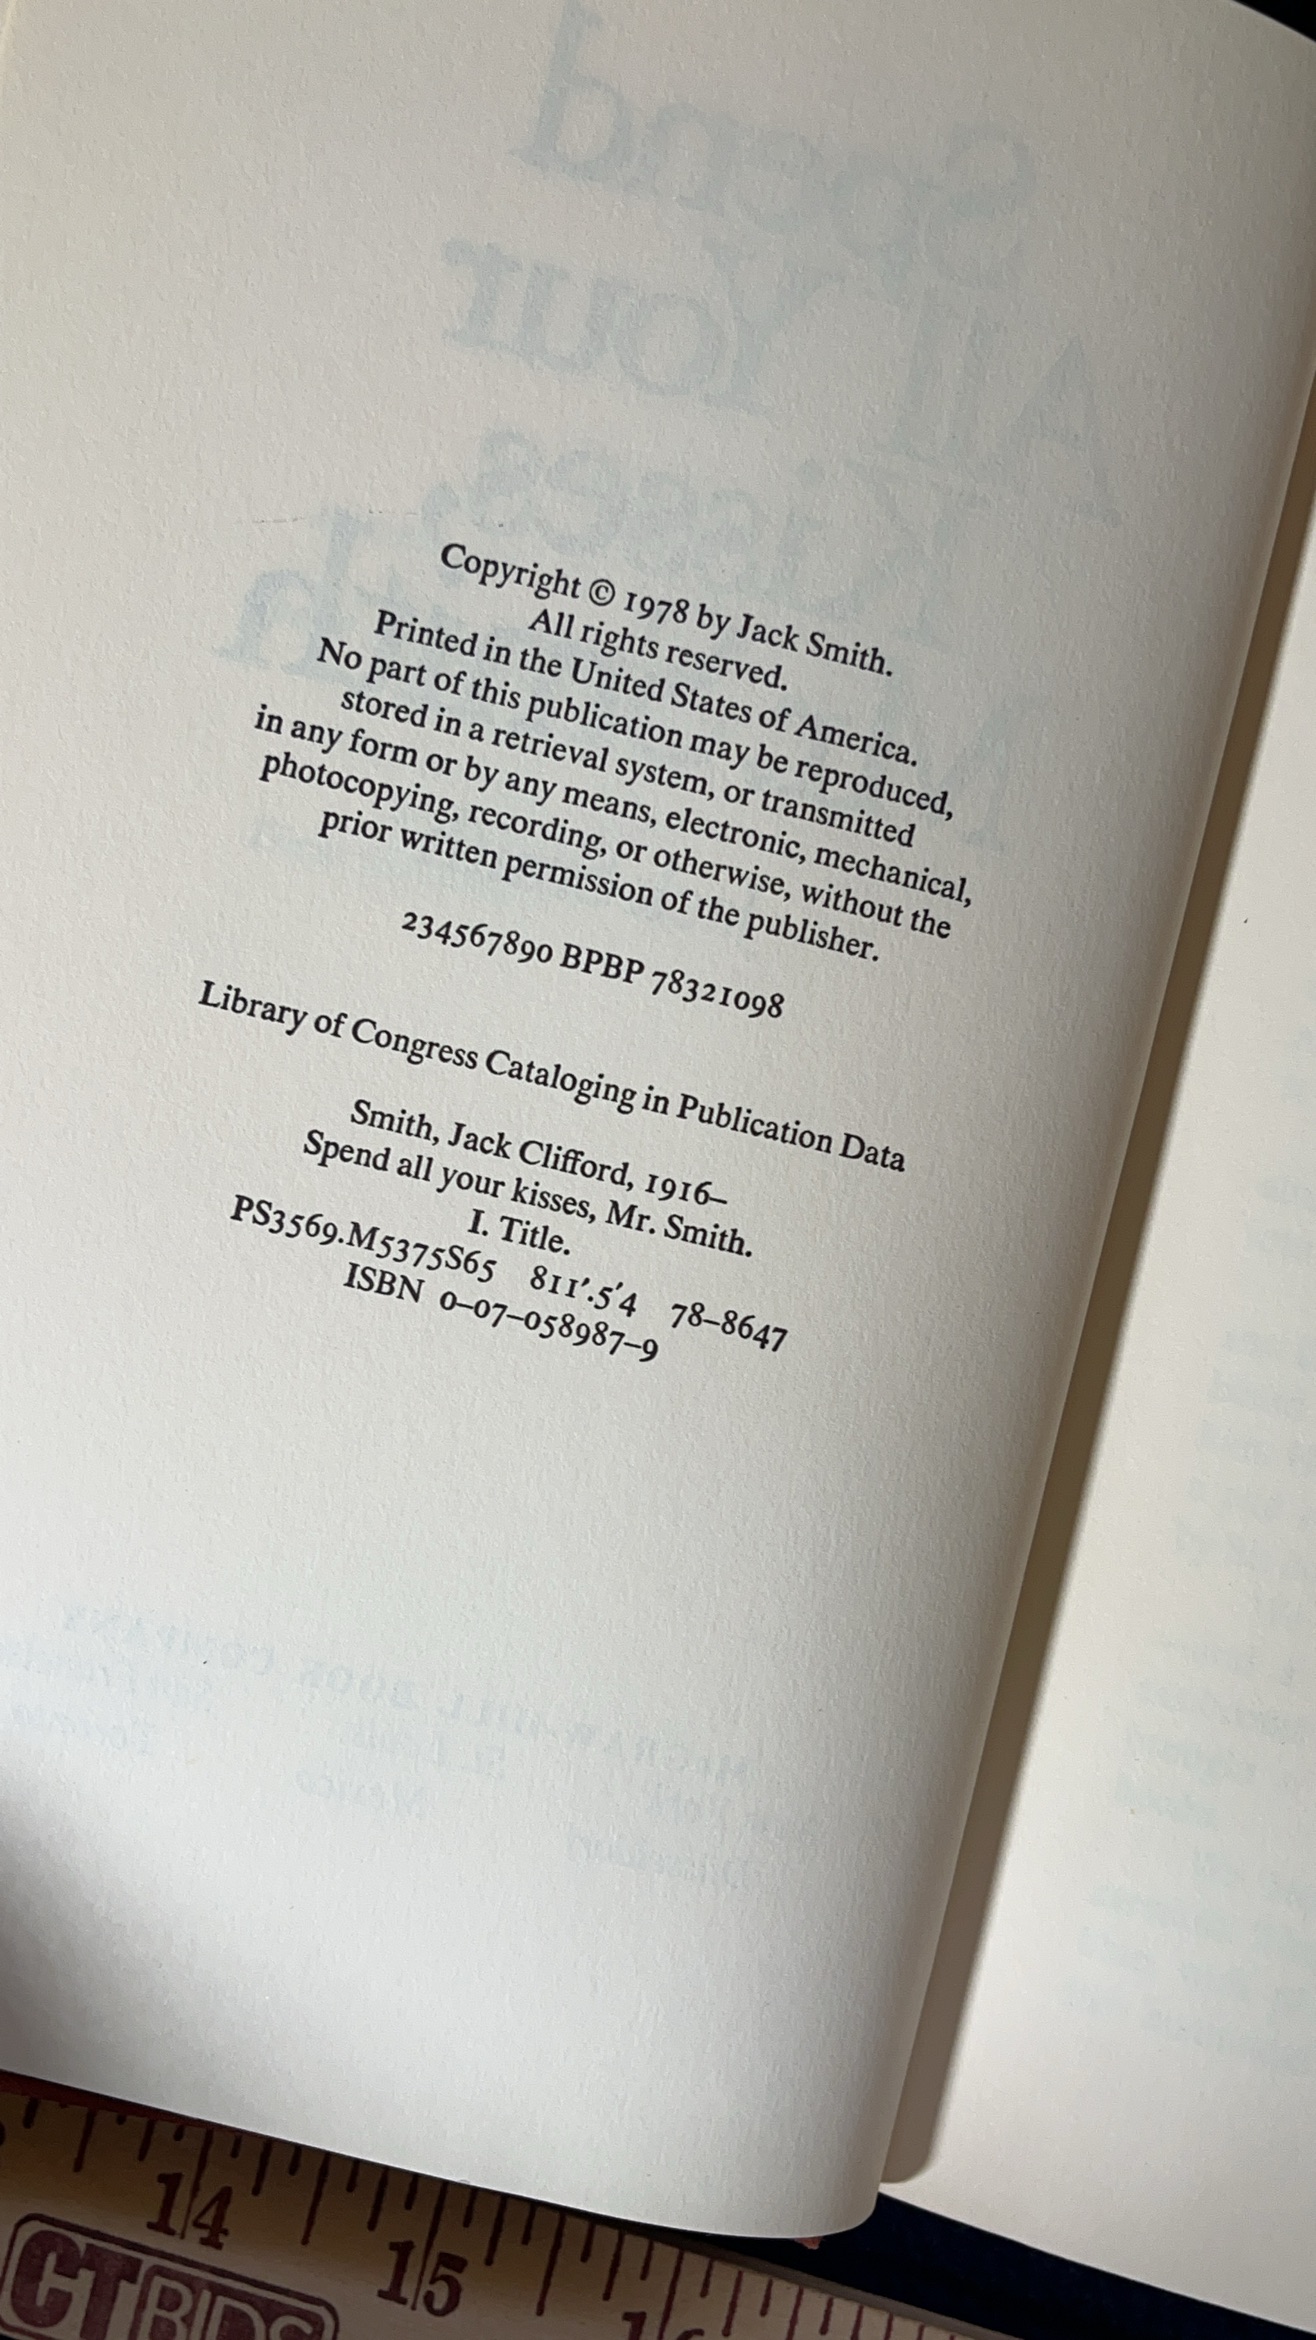 Copyright © 1978 by Jack Smith.
All rights reserved.
Printed in the United States of America.
No part of this publication may be reproduced,
stored in a retrieval system, or transmitted
in any form or by any means, electronic, mechanical,
photocopying, recording, or otherwise, without the
prior written permission of the publisher.
234567890 BPBP 78321098
Library of Congress Cataloging in Publication Data
Smith, Jack Clifford, 1916–
Spend all your kisses, Mr. Smith.
I. Title.
PS3569.M5375S65 811'.5'4 78–8647
ISBN 0–07–058987–9
14
15
CTBIDS